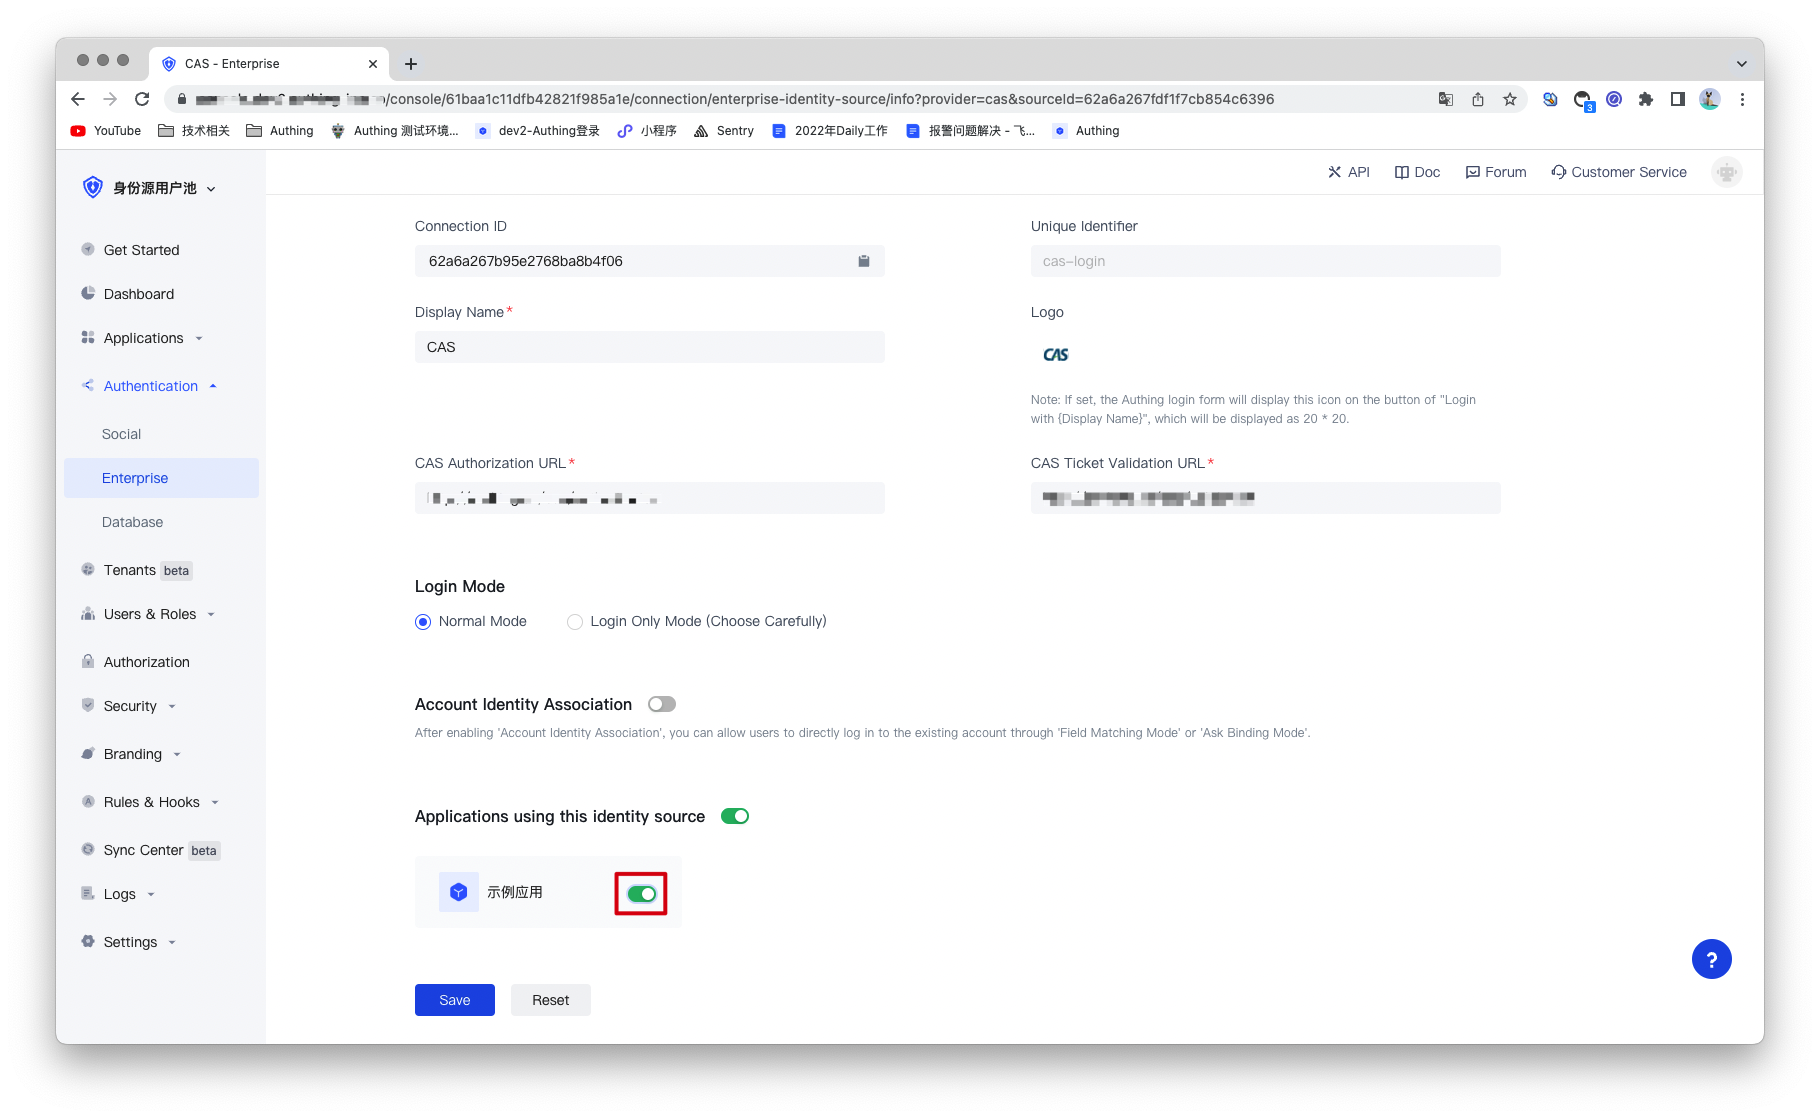 CAS - Enterprise
/console/61baa1c11dfb42821f985a1e/connection/enterprise-identity-source/info?provider=cas&sourceId=62a6a267fdf1f7cb854c6396
3
YouTube 技术相关 Authing Authing 测试环境... dev2-Authing登录 小程序 Sentry 2022年Daily工作 报警问题解决 - 飞... Authing
身份源用户池
API Doc Forum Customer Service
Get Started
Dashboard
Applications
Authentication
Social
Enterprise
Database
Tenants beta
Users & Roles
Authorization
Security
Branding
Rules & Hooks
Sync Center beta
Logs
Settings
Connection ID
62a6a267b95e2768ba8b4f06
Unique Identifier
cas-login
Display Name*
CAS
Logo
CAS
Note: If set, the Authing login form will display this icon on the button of "Login
with {Display Name}", which will be displayed as 20 * 20.
CAS Authorization URL*
CAS Ticket Validation URL*
Login Mode
Normal Mode Login Only Mode (Choose Carefully)
Account Identity Association
After enabling 'Account Identity Association', you can allow users to directly log in to the existing account through 'Field Matching Mode' or 'Ask Binding Mode'.
Applications using this identity source
示例应用
Save Reset
?